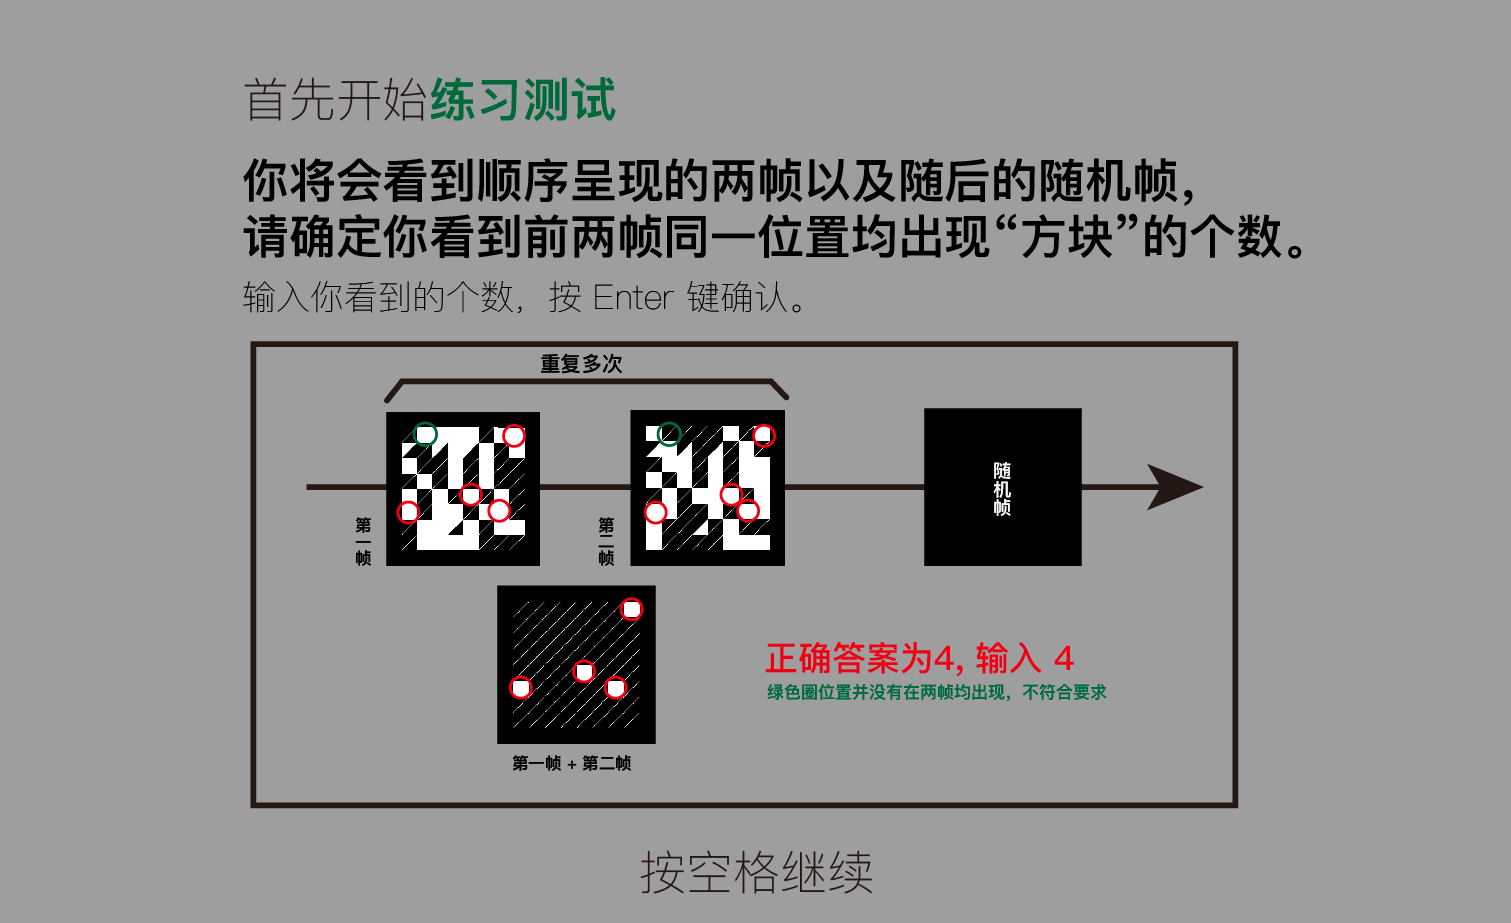 首先开始练习测试
你将会看到顺序呈现的两帧以及随后的随机帧，
请确定你看到前两帧同一位置均出现“方块”的个数。
输入你看到的个数，按 Enter 键确认。
重复多次
第一帧
第二帧
随机帧
正确答案为4, 输入 4
绿色圈位置并没有在两帧均出现，不符合要求
第一帧 + 第二帧
按空格继续